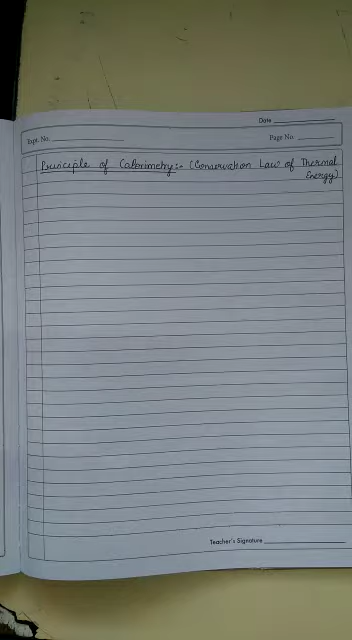 Date
Expt. No.
Page No.
Principle of Calorimetry:- (Conservation Law of Thermal
Energy)
Teacher's Signature